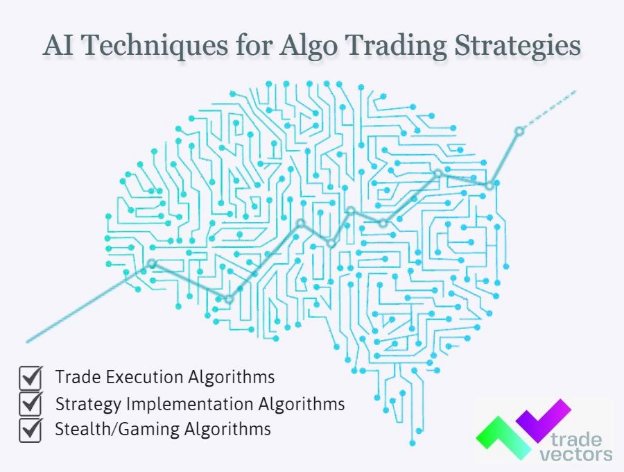 AI Techniques for Algo Trading Strategies
Trade Execution Algorithms
Strategy Implementation Algorithms
Stealth/Gaming Algorithms
trade
vectors